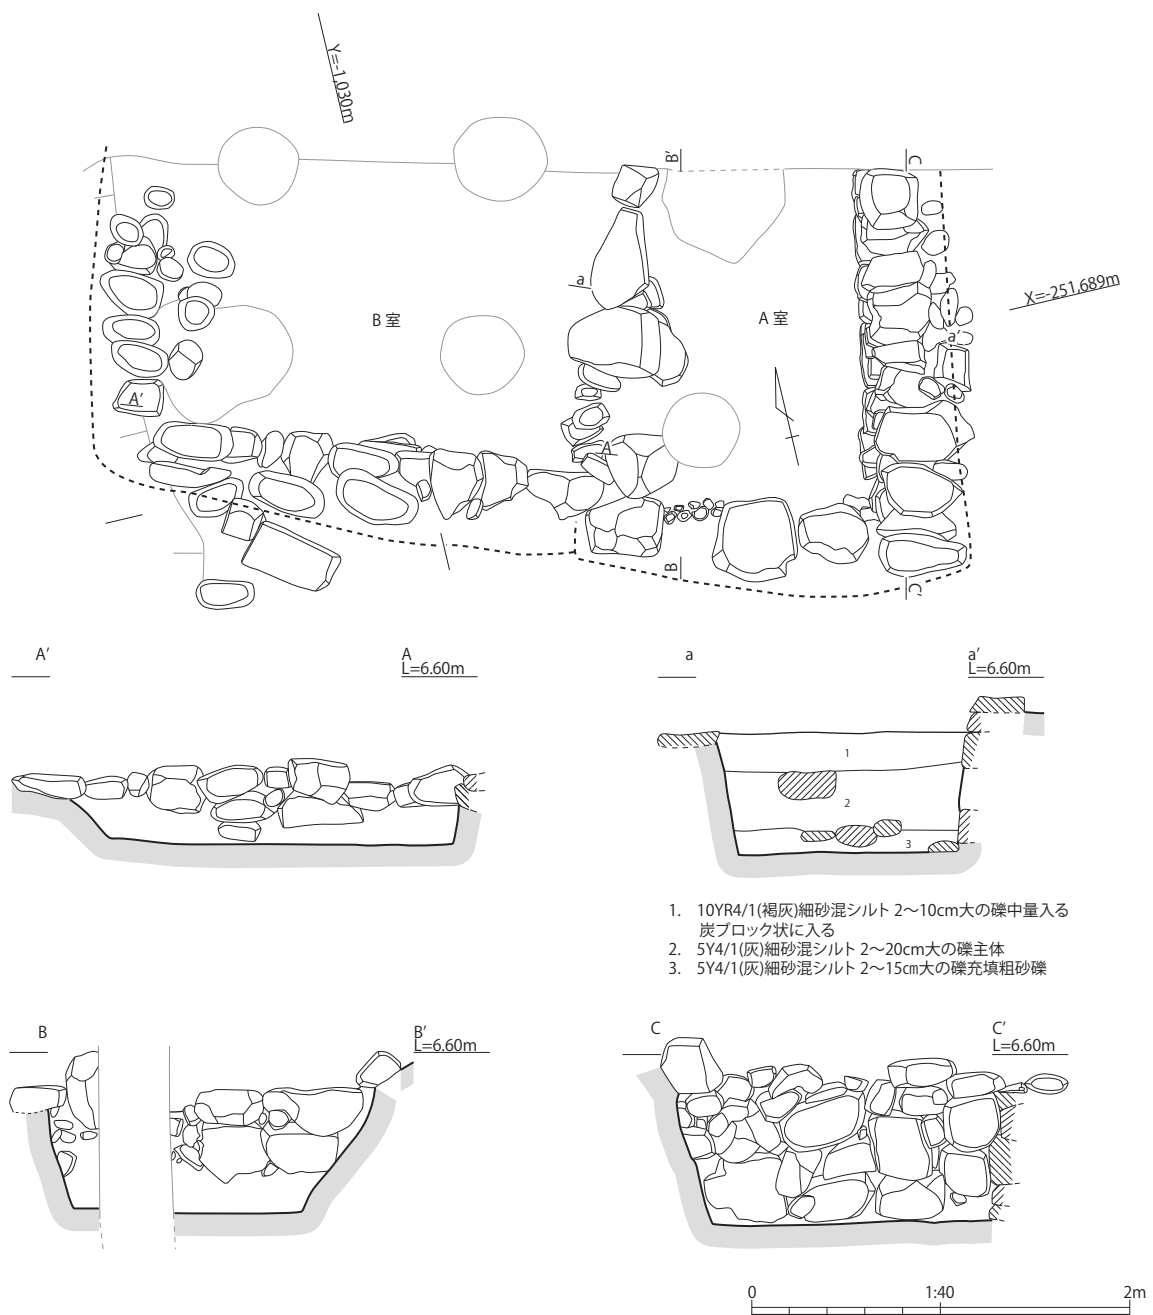 Y=-1,030m
B'
C
a
X=-251,689m
B 室
A 室
a'
A'
A
B
C'
A'
A
L=6.60m
a
a'
L=6.60m
1
2
3
1. 10YR4/1(褐灰)細砂混シルト 2〜10cm大の礫中量入る
炭ブロック状に入る
2. 5Y4/1(灰)細砂混シルト 2〜20cm大の礫主体
3. 5Y4/1(灰)細砂混シルト 2〜15㎝大の礫充填粗砂礫
B
B'
L=6.60m
C
C'
L=6.60m
0 1:40 2m